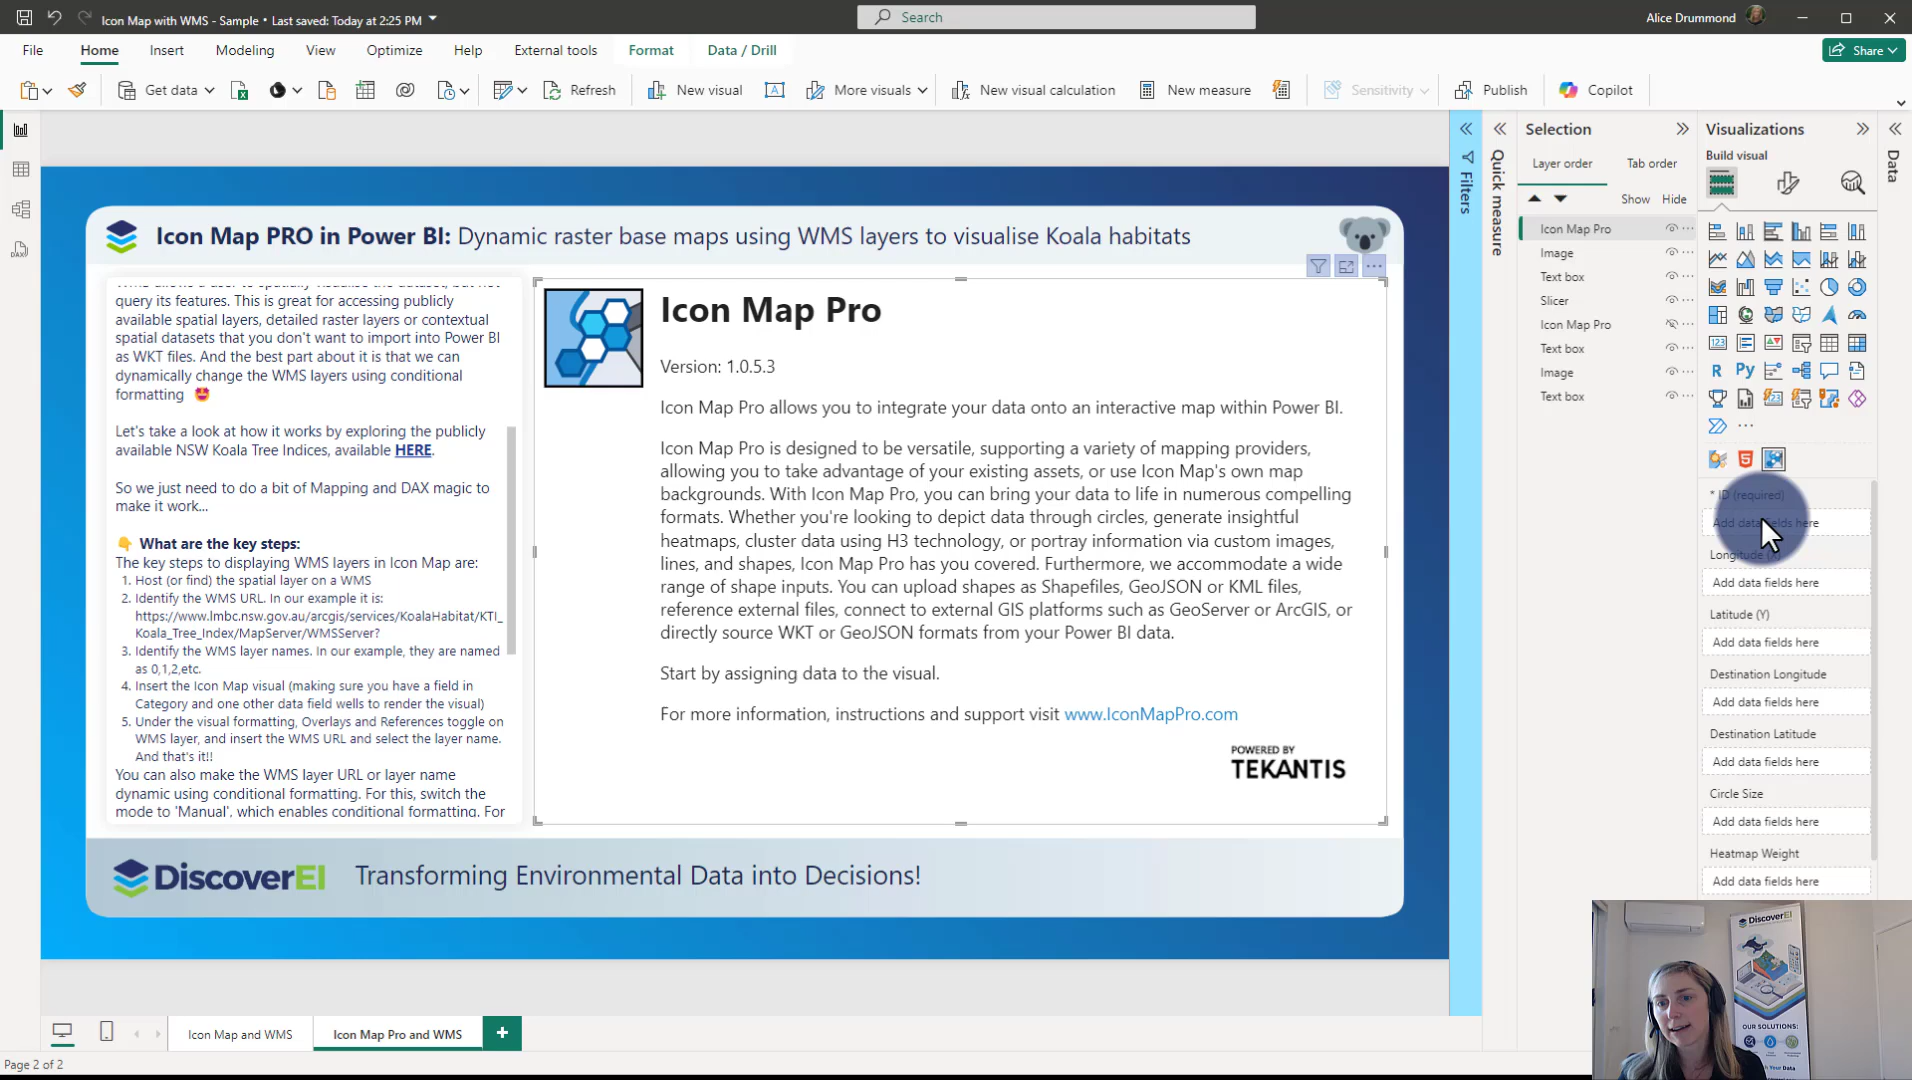 Icon Map with WMS - Sample • Last saved: Today at 2:25 PM
Search
Alice Drummond
File
Home
Insert
Modeling
View
Optimize
Help
External tools
Format
Data / Drill
Share
Get data
Refresh
New visual
More visuals
New visual calculation
New measure
Sensitivity
Publish
Copilot
Icon Map PRO in Power BI: Dynamic raster base maps using WMS layers to visualise Koala habitats
query its features. This is great for accessing publicly
available spatial layers, detailed raster layers or contextual
spatial datasets that you don't want to import into Power BI
as WKT files. And the best part about it is that we can
dynamically change the WMS layers using conditional
formatting 🤩
Let's take a look at how it works by exploring the publicly
available NSW Koala Tree Indices, available HERE.
So we just need to do a bit of Mapping and DAX magic to
make it work...
👇 What are the key steps:
The key steps to displaying WMS layers in Icon Map are:
1. Host (or find) the spatial layer on a WMS
2. Identify the WMS URL. In our example it is:
https://www.lmbc.nsw.gov.au/arcgis/services/KoalaHabitat/KTI_
Koala_Tree_Index/MapServer/WMSServer?
3. Identify the WMS layer names. In our example, they are named
as 0,1,2,etc.
4. Insert the Icon Map visual (making sure you have a field in
Category and one other data field wells to render the visual)
5. Under the visual formatting, Overlays and References toggle on
WMS layer, and insert the WMS URL and select the layer name.
And that's it!!
You can also make the WMS layer URL or layer name
dynamic using conditional formatting. For this, switch the
mode to 'Manual', which enables conditional formatting. For
Icon Map Pro
Version: 1.0.5.3
Icon Map Pro allows you to integrate your data onto an interactive map within Power BI.
Icon Map Pro is designed to be versatile, supporting a variety of mapping providers,
allowing you to take advantage of your existing assets, or use Icon Map's own map
backgrounds. With Icon Map Pro, you can bring your data to life in numerous compelling
formats. Whether you're looking to depict data through circles, generate insightful
heatmaps, cluster data using H3 technology, or portray information via custom images,
lines, and shapes, Icon Map Pro has you covered. Furthermore, we accommodate a wide
range of shape inputs. You can upload shapes as Shapefiles, GeoJSON or KML files,
reference external files, connect to external GIS platforms such as GeoServer or ArcGIS, or
directly source WKT or GeoJSON formats from your Power BI data.
Start by assigning data to the visual.
For more information, instructions and support visit www.IconMapPro.com
POWERED BY
TEKANTIS
DiscoverEI
Transforming Environmental Data into Decisions!
Filters
Quick measure
Selection
Layer order
Tab order
Show
Hide
Icon Map Pro
Image
Text box
Slicer
Icon Map Pro
Text box
Image
Text box
Visualizations
Build visual
R
Py
* ID (required)
Add data fields here
Longitude (X)
Add data fields here
Latitude (Y)
Add data fields here
Destination Longitude
Add data fields here
Destination Latitude
Add data fields here
Circle Size
Add data fields here
Heatmap Weight
Add data fields here
Data
DiscoverEI
OUR SOLUTIONS:
Icon Map and WMS
Icon Map Pro and WMS
Page 2 of 2